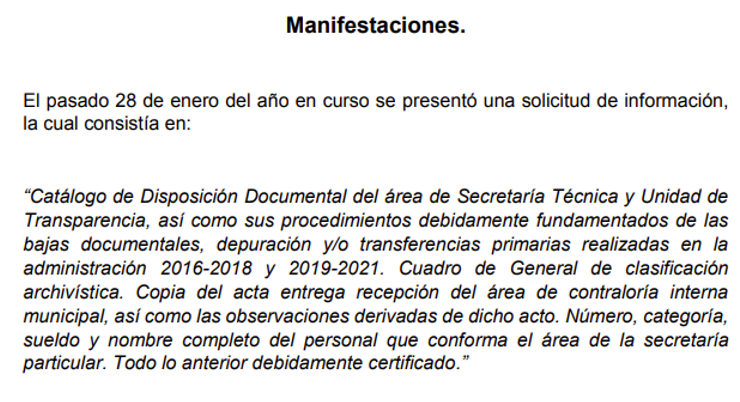 Manifestaciones.
El pasado 28 de enero del año en curso se presentó una solicitud de información,
la cual consistía en:
“Catálogo de Disposición Documental del área de Secretaría Técnica y Unidad de
Transparencia, así como sus procedimientos debidamente fundamentados de las
bajas documentales, depuración y/o transferencias primarias realizadas en la
administración 2016-2018 y 2019-2021. Cuadro de General de clasificación
archivística. Copia del acta entrega recepción del área de contraloría interna
municipal, así como las observaciones derivadas de dicho acto. Número, categoría,
sueldo y nombre completo del personal que conforma el área de la secretaría
particular. Todo lo anterior debidamente certificado.”